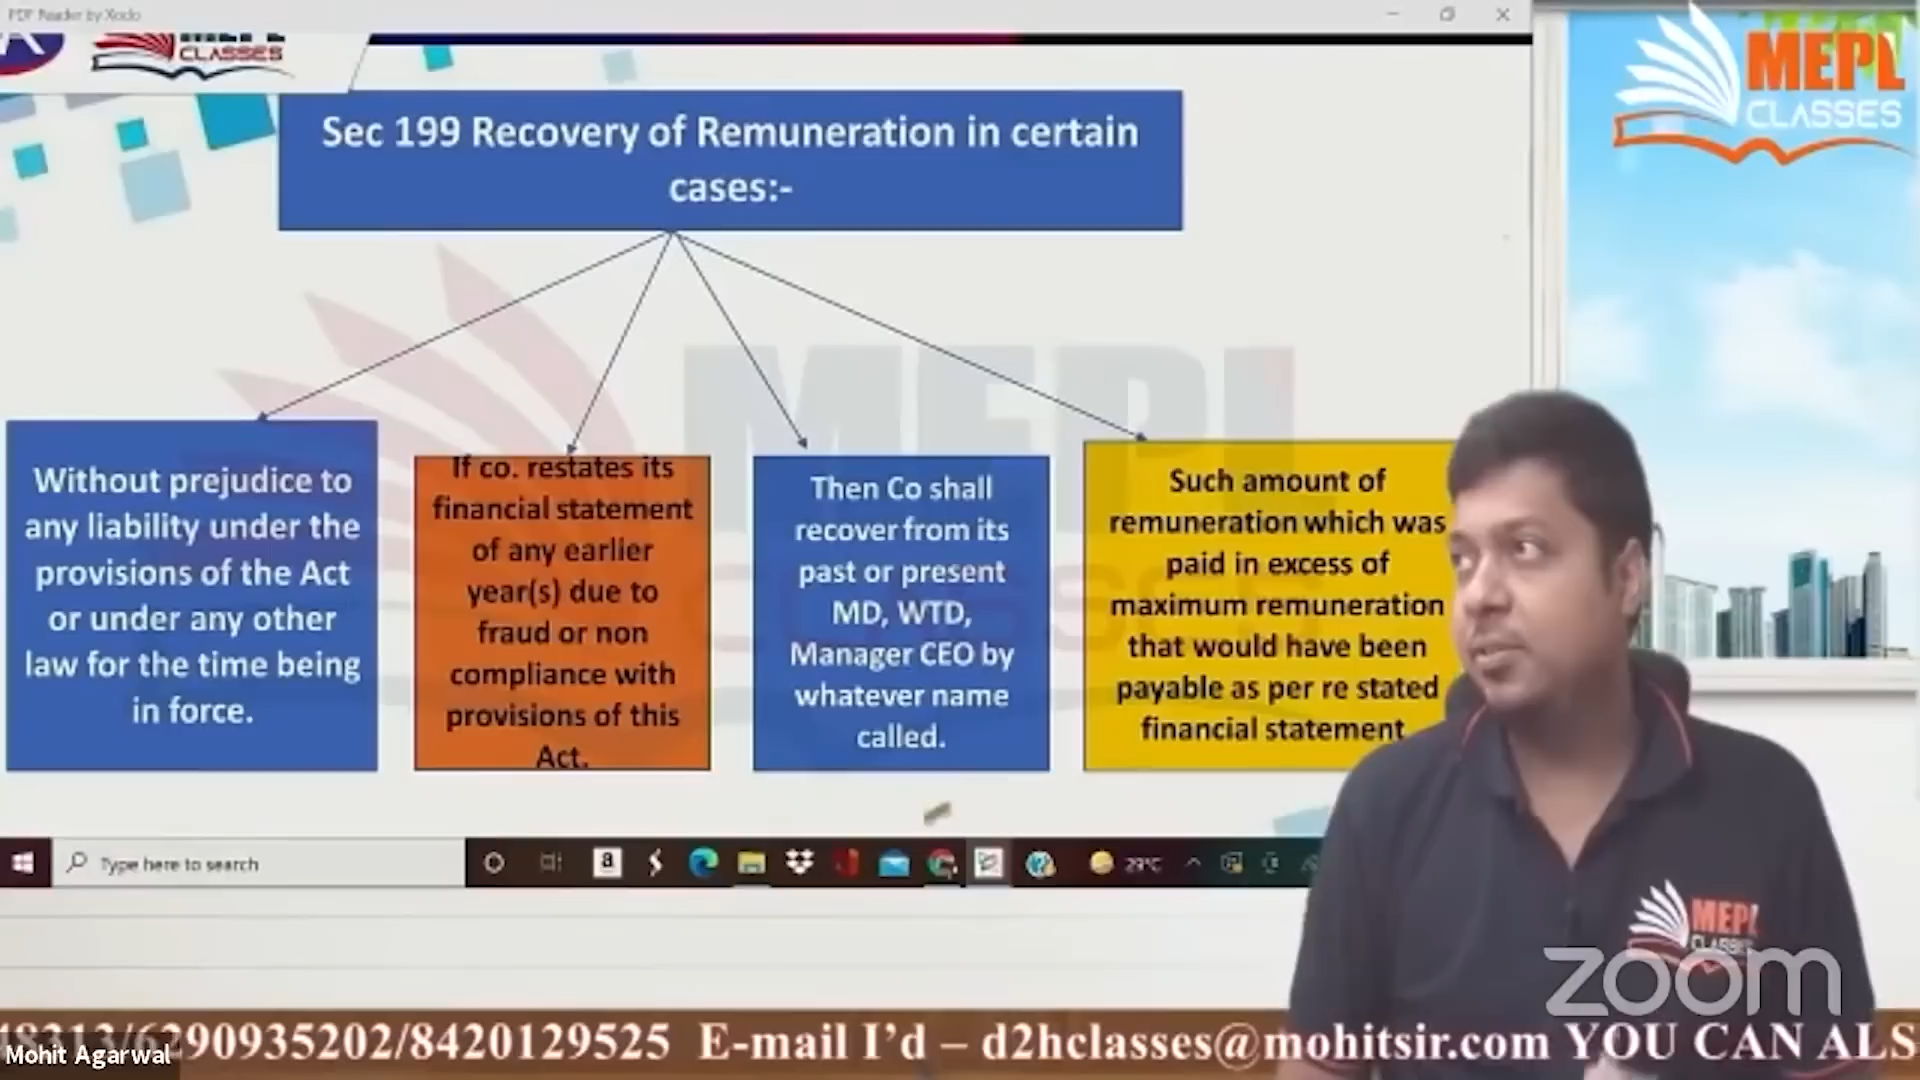 PDF Reader by Xodo
CLASSES
MEPL
CLASSES
Sec 199 Recovery of Remuneration in certain
cases:-
Without prejudice to
any liability under the
provisions of the Act
or under any other
law for the time being
in force.
If co. restates its
financial statement
of any earlier
year(s) due to
fraud or non
compliance with
provisions of this
Act.
Then Co shall
recover from its
past or present
MD, WTD,
Manager CEO by
whatever name
called.
Such amount of
remuneration which was
paid in excess of
maximum remuneration
that would have been
payable as per re stated
financial statement
MEPL
CLASSES
Type here to search
29°C
MEPL
CLASSES
zoom
/8420129525 E-mail I’d – d2hclasses@mohitsir.com YOU CAN ALS
Mohit Agarwal